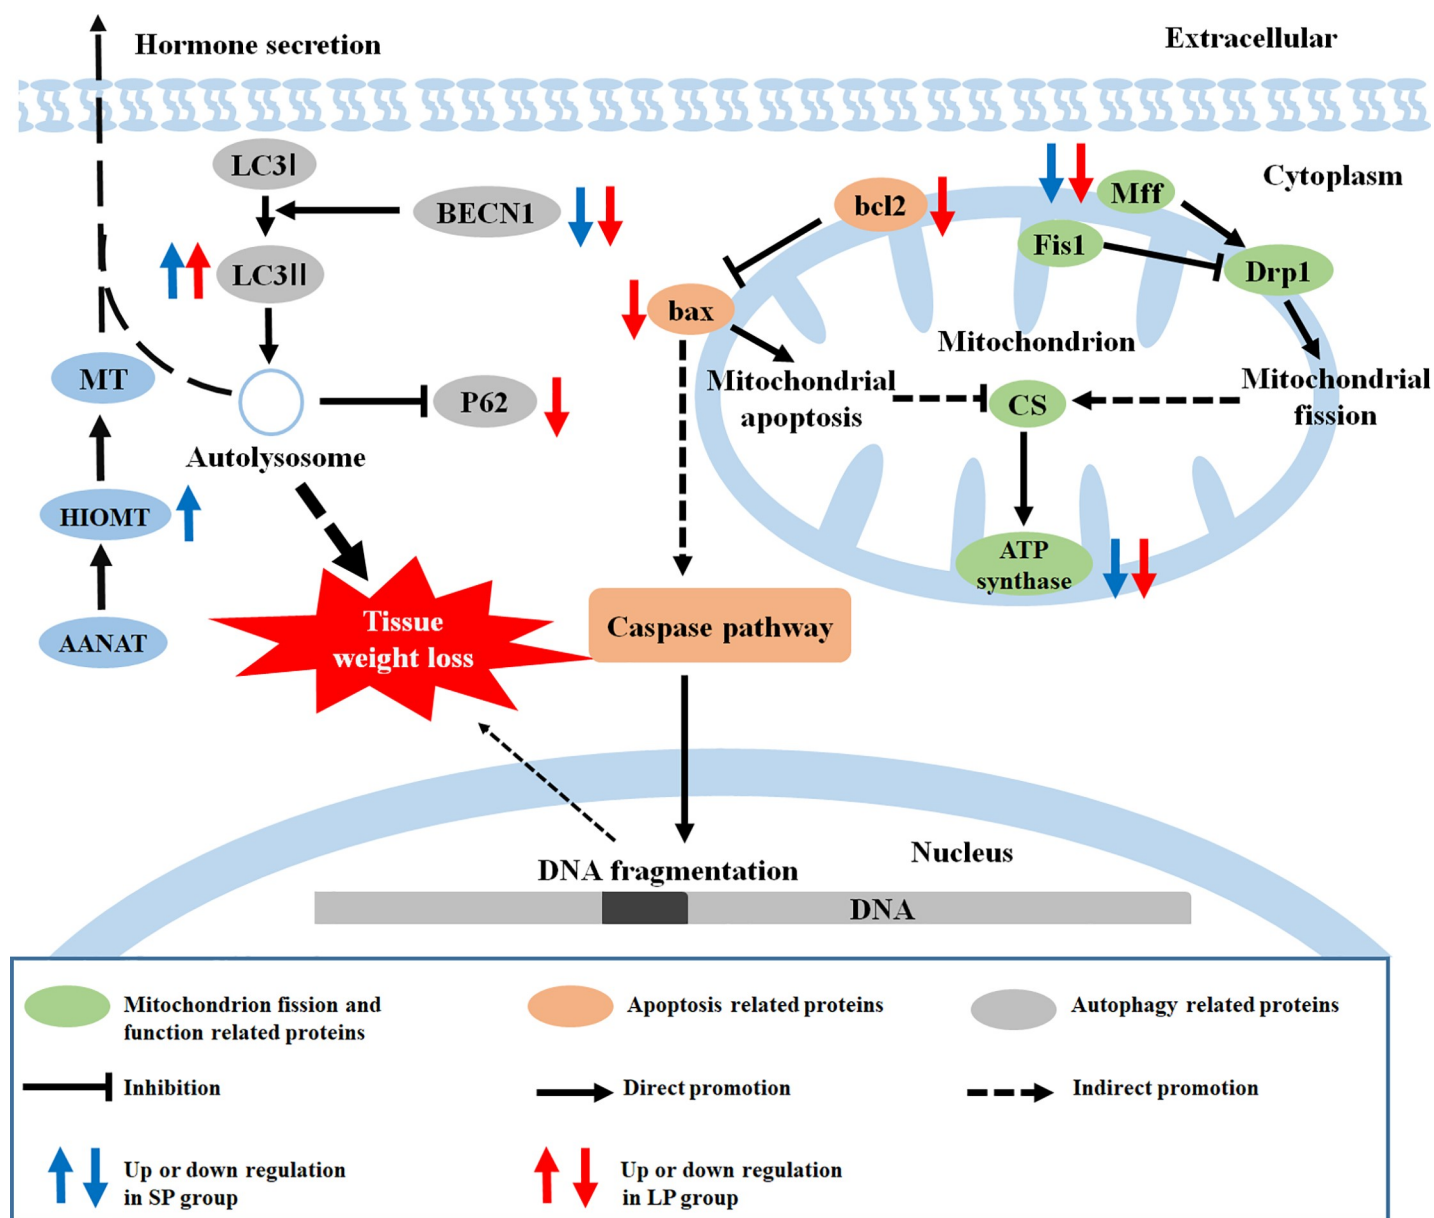 Hormone secretion
Extracellular
Cytoplasm
LC3Ⅰ
BECN1
LC3Ⅱ
bcl2
Mff
Fis1
Drp1
bax
Mitochondrion
MT
P62
Mitochondrial
apoptosis
CS
Mitochondrial
fission
Autolysosome
HIOMT
ATP
synthase
AANAT
Tissue
weight loss
Caspase pathway
Nucleus
DNA fragmentation
DNA
Mitochondrion fission and
function related proteins
Apoptosis related proteins
Autophagy related proteins
Inhibition
Direct promotion
Indirect promotion
Up or down regulation
in SP group
Up or down regulation
in LP group